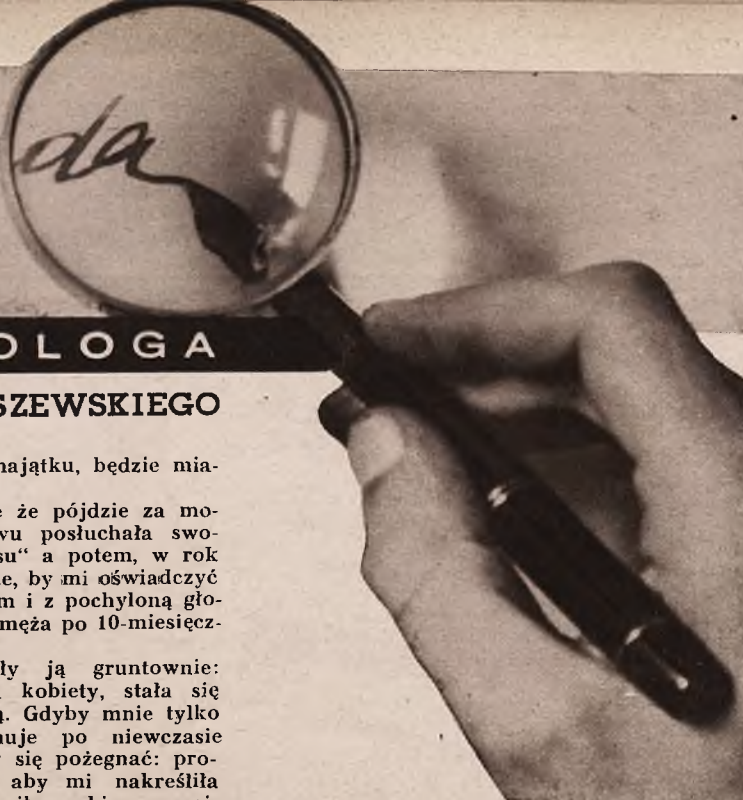 da
OLOGA
SZEWSKIEGO
najątku, będzie mia-
że pójdzie za mo-
wu posłuchała swo-
su“ a potem, w rok
e, by mi oświadczyć
m i z pochyloną gło-
męża po 10-miesięcz-
ły ją gruntownie:
kobiety, stała się
ą. Gdyby mnie tylko
uje po niewczasie
się pożegnać: pro-
aby mi nakreśliła